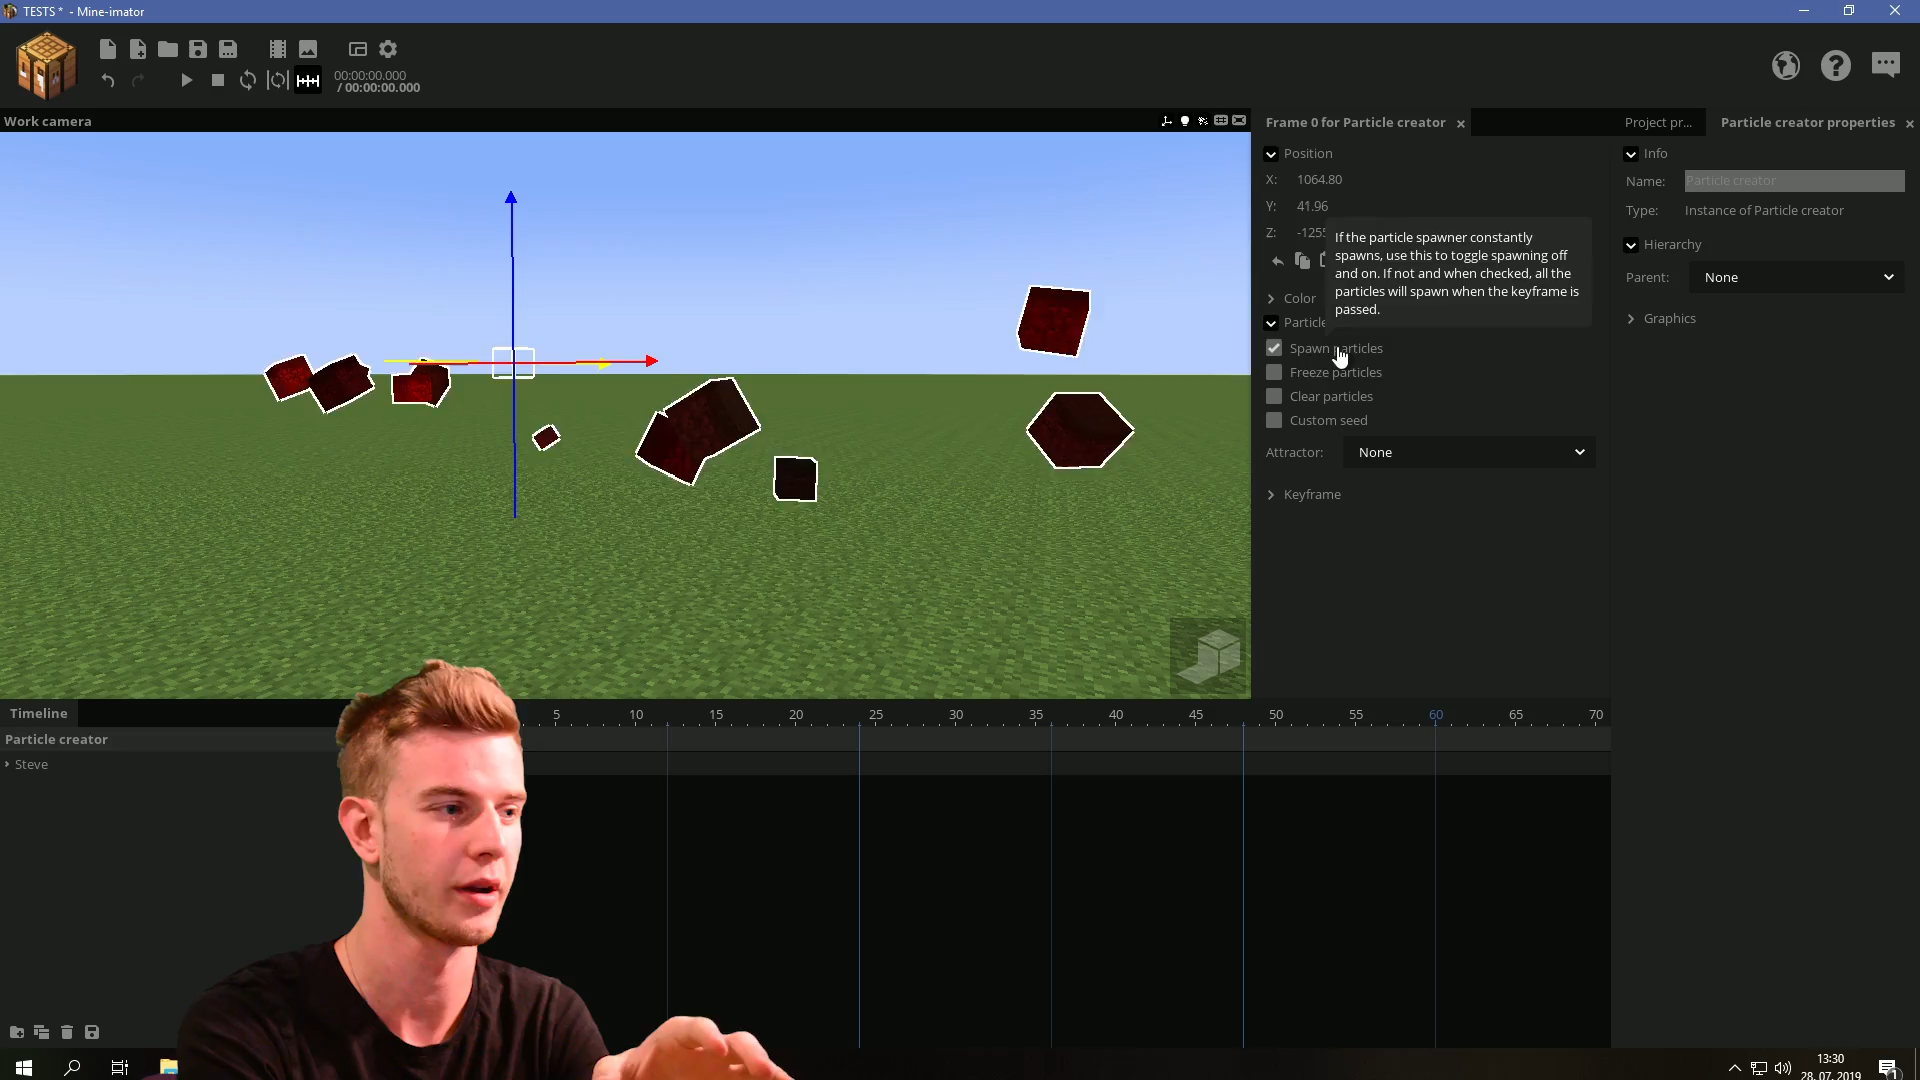 TESTS * - Mine-imator
00:00:00.000
/ 00:00:00.000
Work camera
Frame 0 for Particle creator
Project pr...
Particle creator properties
Position
X: 1064.80
Y: 41.96
Z: -1255
If the particle spawner constantly
spawns, use this to toggle spawning off
and on. If not and when checked, all the
particles will spawn when the keyframe is
passed.
Color
Particle
Spawn particles
Freeze particles
Clear particles
Custom seed
Attractor: None
Keyframe
Info
Name: Particle creator
Type: Instance of Particle creator
Hierarchy
Parent: None
Graphics
Timeline
5 10 15 20 25 30 35 40 45 50 55 60 65 70
Particle creator
Steve
13:30
28.07.2019
1